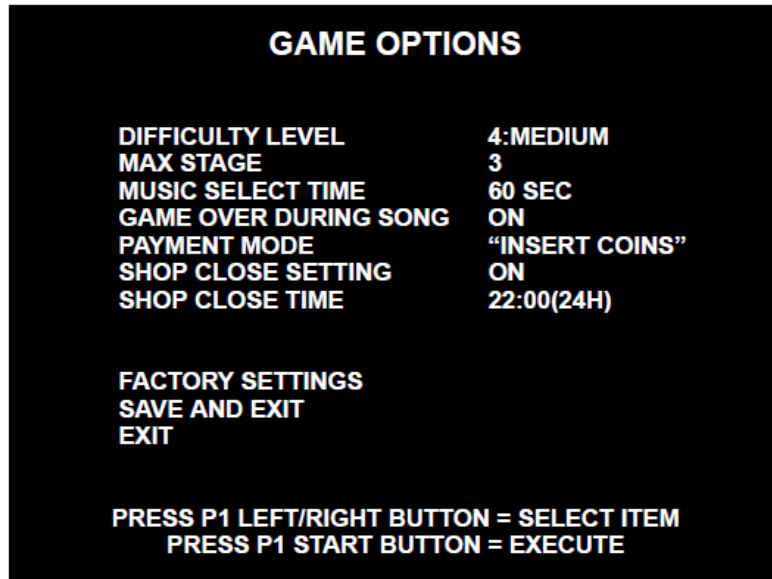 GAME OPTIONS
DIFFICULTY LEVEL 4:MEDIUM
MAX STAGE 3
MUSIC SELECT TIME 60 SEC
GAME OVER DURING SONG ON
PAYMENT MODE “INSERT COINS”
SHOP CLOSE SETTING ON
SHOP CLOSE TIME 22:00(24H)
FACTORY SETTINGS
SAVE AND EXIT
EXIT
PRESS P1 LEFT/RIGHT BUTTON = SELECT ITEM
PRESS P1 START BUTTON = EXECUTE